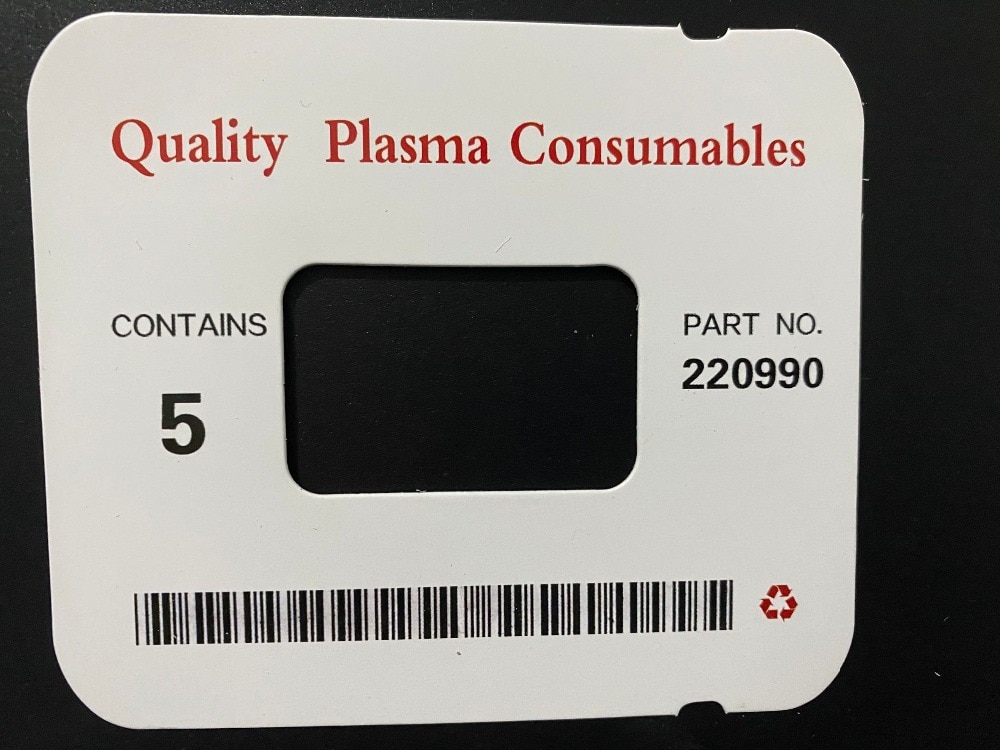 Quality Plasma Consumables
CONTAINS
5
PART NO.
220990